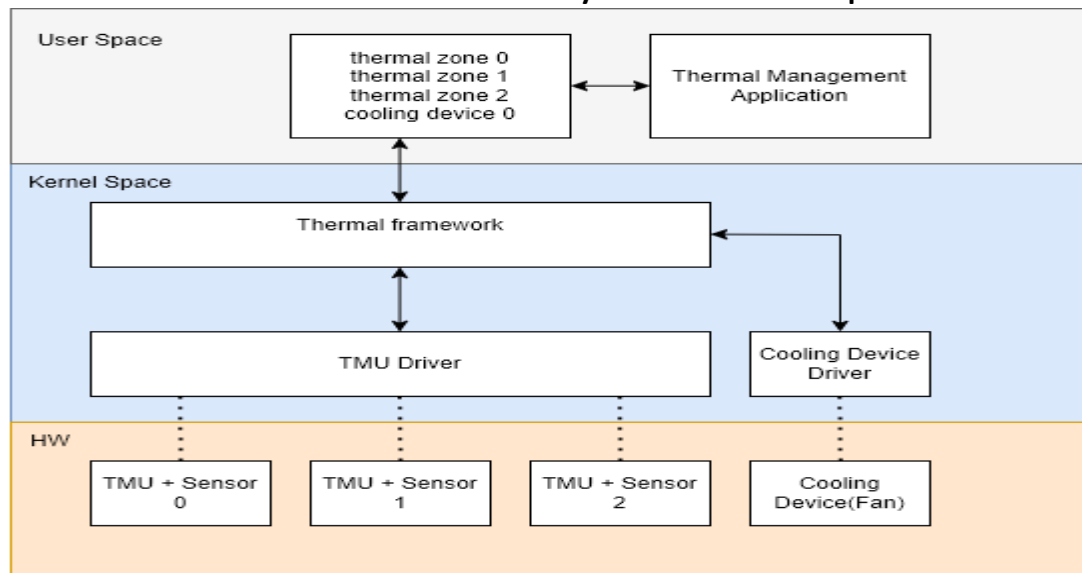 User Space
thermal zone 0
thermal zone 1
thermal zone 2
cooling device 0
Thermal Management
Application
Kernel Space
Thermal framework
TMU Driver
Cooling Device
Driver
HW
TMU + Sensor
0
TMU + Sensor
1
TMU + Sensor
2
Cooling
Device(Fan)